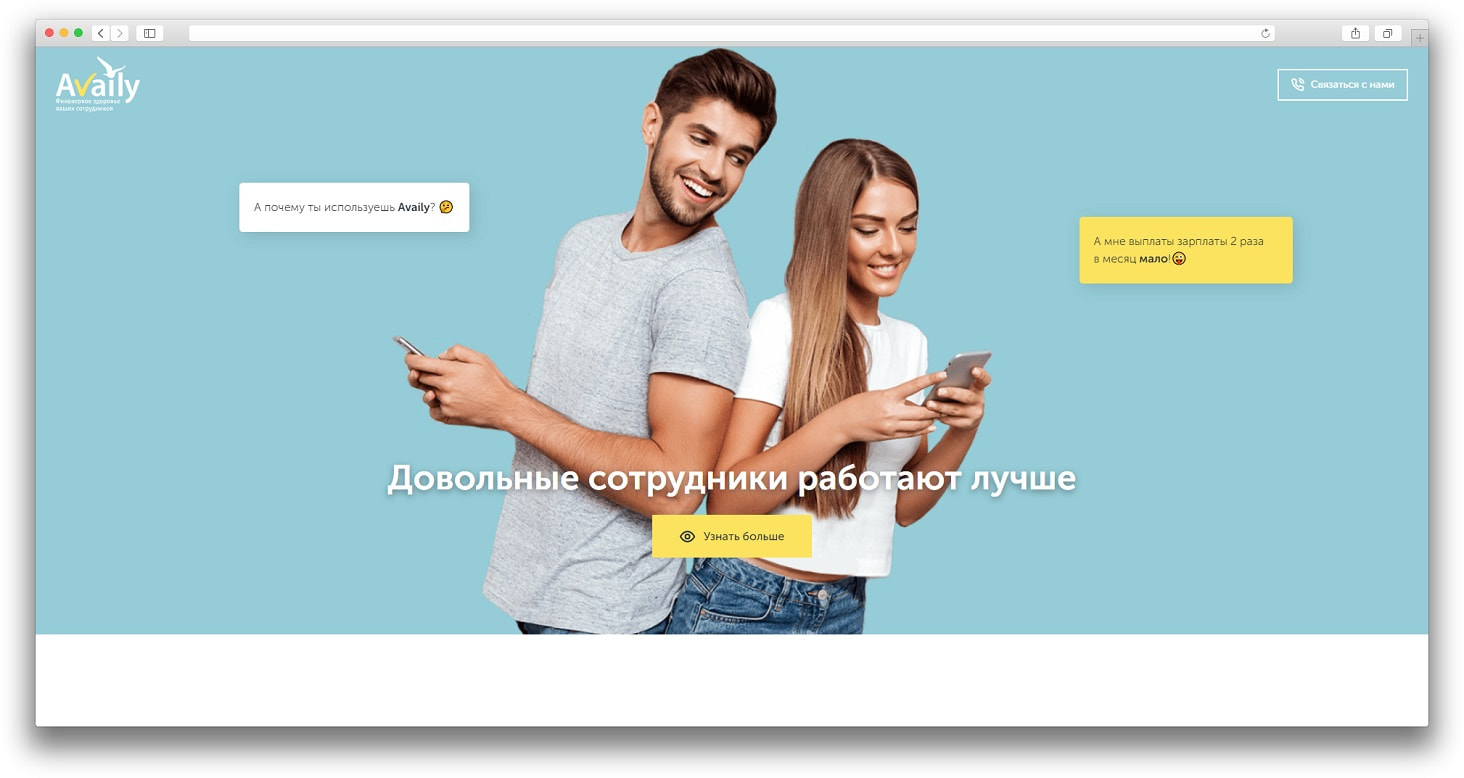 Availy
Финансовое здоровье
ваших сотрудников
Связаться с нами
А почему ты используешь Availy? 🤔
А мне выплаты зарплаты 2 раза
в месяц мало!😜
Довольные сотрудники работают лучше
Узнать больше